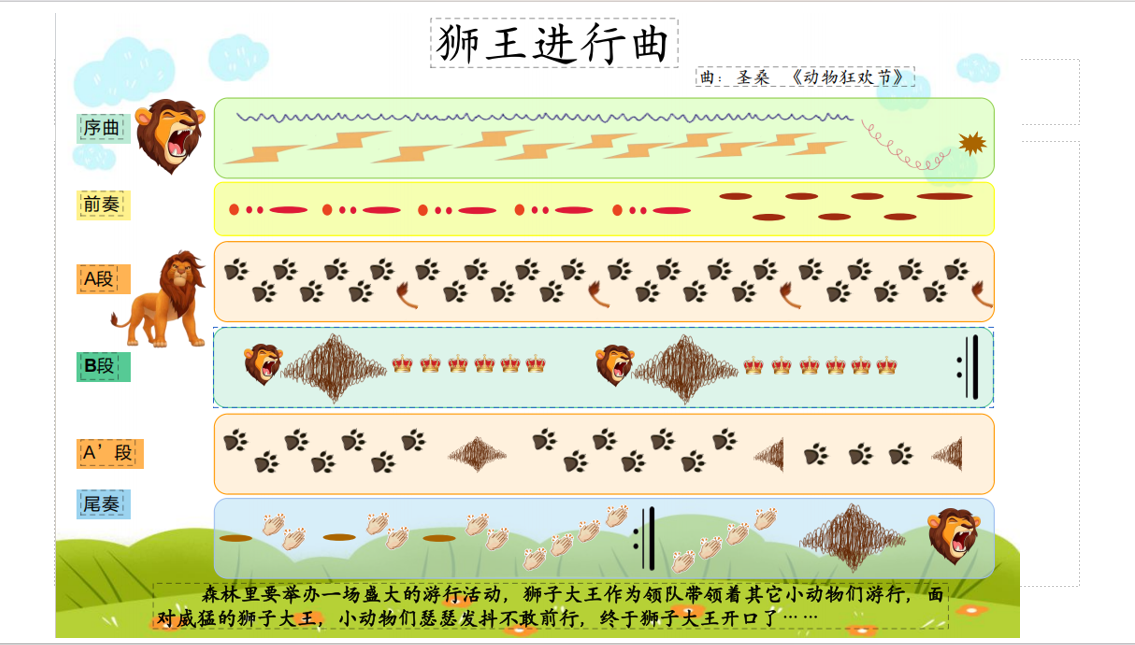 狮王进行曲
曲：圣桑 《动物狂欢节》
序曲
前奏
A段
B段
A’段
尾奏
森林里要举办一场盛大的游行活动，狮子大王作为领队带领着其它小动物们游行，面
对威猛的狮子大王，小动物们瑟瑟发抖不敢前行，终于狮子大王开口了……